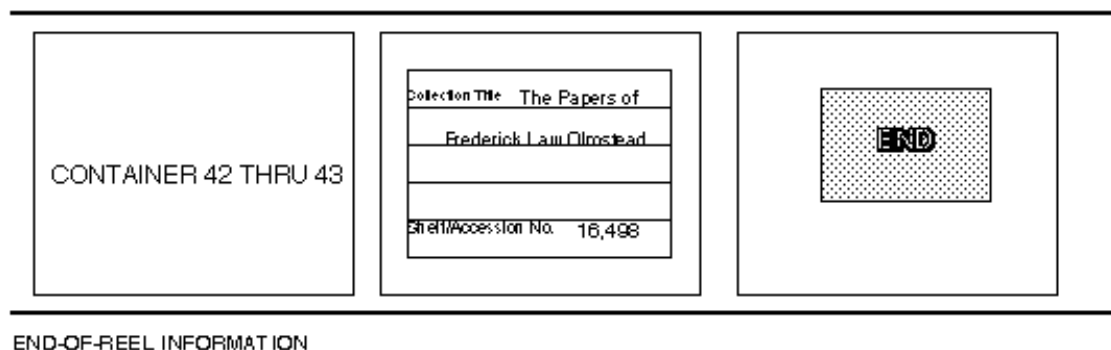 CONTAINER 42 THRU 43
Collection Title The Papers of
Frederick Law Olmstead
Shelf/Accession No. 16,498
END
END-OF-REEL INFORMATION